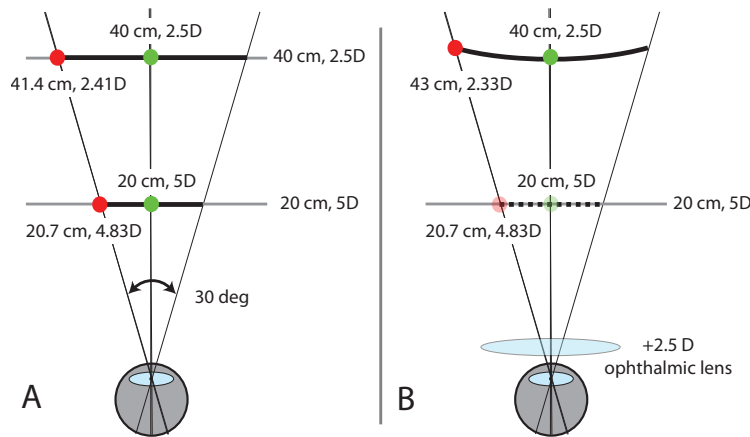 40 cm, 2.5D
40 cm, 2.5D
41.4 cm, 2.41D
20 cm, 5D
20 cm, 5D
20.7 cm, 4.83D
30 deg
A
40 cm, 2.5D
43 cm, 2.33D
20 cm, 5D
20 cm, 5D
20.7 cm, 4.83D
+2.5 D
ophthalmic lens
B